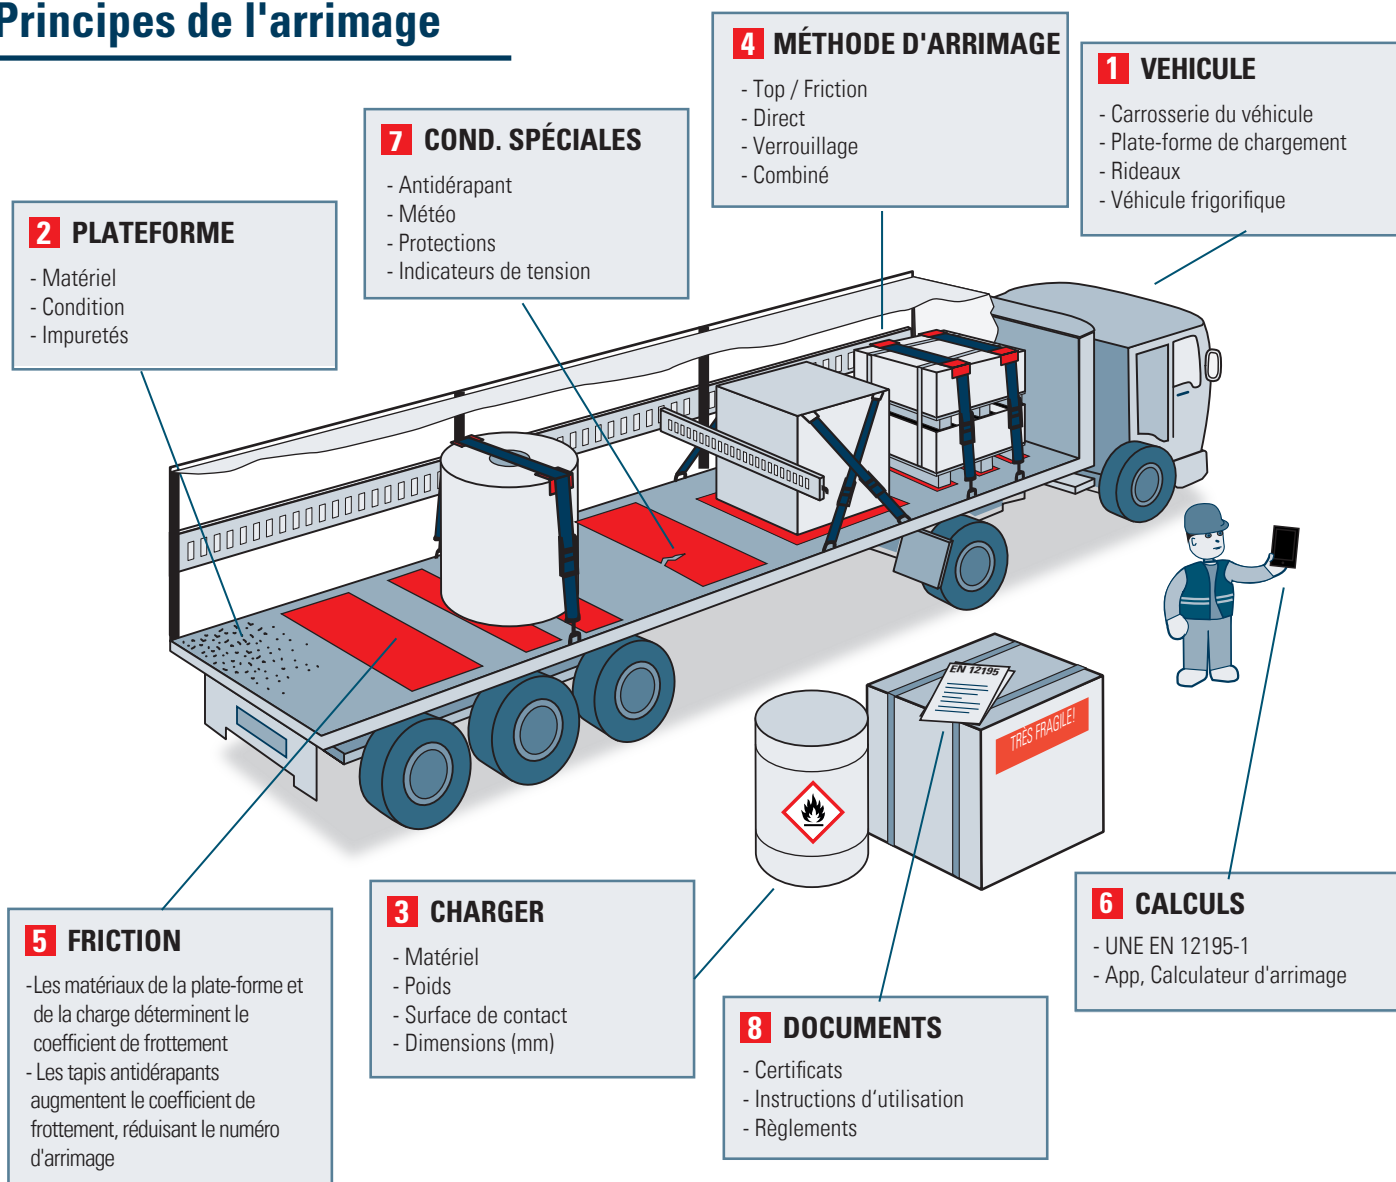 Principes de l'arrimage
4 MÉTHODE D'ARRIMAGE
- Top / Friction
- Direct
- Verrouillage
- Combiné
1 VEHICULE
- Carrosserie du véhicule
- Plate-forme de chargement
- Rideaux
- Véhicule frigorifique
7 COND. SPÉCIALES
- Antidérapant
- Météo
- Protections
- Indicateurs de tension
2 PLATEFORME
- Matériel
- Condition
- Impuretés
EN 12195
TRÈS FRAGILE!
5 FRICTION
-Les matériaux de la plate-forme et
de la charge déterminent le
coefficient de frottement
- Les tapis antidérapants
augmentent le coefficient de
frottement, réduisant le numéro
d'arrimage
3 CHARGER
- Matériel
- Poids
- Surface de contact
- Dimensions (mm)
8 DOCUMENTS
- Certificats
- Instructions d’utilisation
- Règlements
6 CALCULS
- UNE EN 12195-1
- App, Calculateur d'arrimage